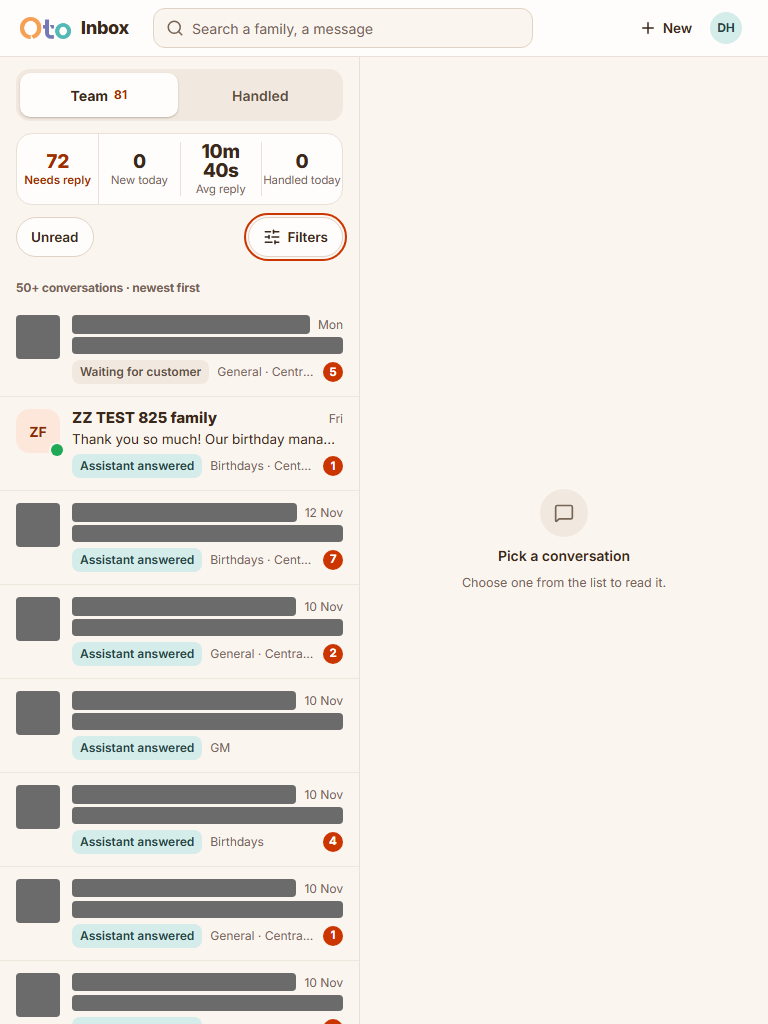 Oto Inbox
Search a family, a message
New
DH
Team 81
Handled
72
Needs reply
0
New today
10m
40s
Avg reply
0
Handled today
Unread
Filters
50+ conversations · newest first
Mon
Waiting for customer General · Centr... 5
ZF
ZZ TEST 825 family Fri
Thank you so much! Our birthday mana...
Assistant answered Birthdays · Cent... 1
12 Nov
Assistant answered Birthdays · Cent... 7
10 Nov
Assistant answered General · Centra... 2
10 Nov
Assistant answered GM
10 Nov
Assistant answered Birthdays 4
10 Nov
Assistant answered General · Centra... 1
10 Nov
Pick a conversation
Choose one from the list to read it.